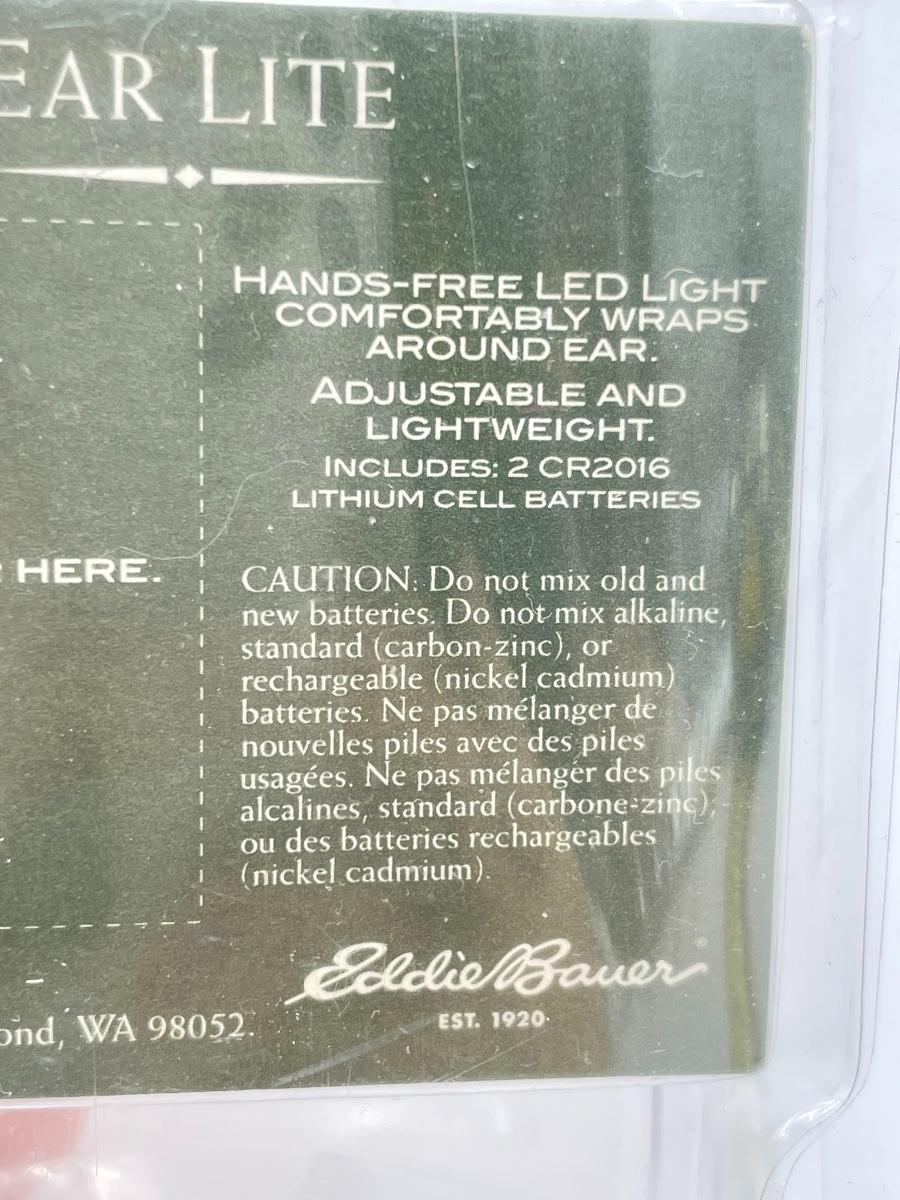 EAR LITE
HANDS-FREE LED LIGHT
COMFORTABLY WRAPS
AROUND EAR.
ADJUSTABLE AND
LIGHTWEIGHT.
INCLUDES: 2 CR2016
LITHIUM CELL BATTERIES
HERE.
CAUTION: Do not mix old and
new batteries. Do not mix alkaline,
standard (carbon-zinc), or
rechargeable (nickel cadmium)
batteries. Ne pas mélanger de
nouvelles piles avec des piles
usagées. Ne pas mélanger des piles
alcalines, standard (carbone-zinc),
ou des batteries rechargeables
(nickel cadmium).
Eddie Bauer®
EST. 1920
ond, WA 98052.